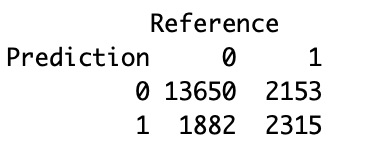 Reference
Prediction 0 1
0 13650 2153
1 1882 2315